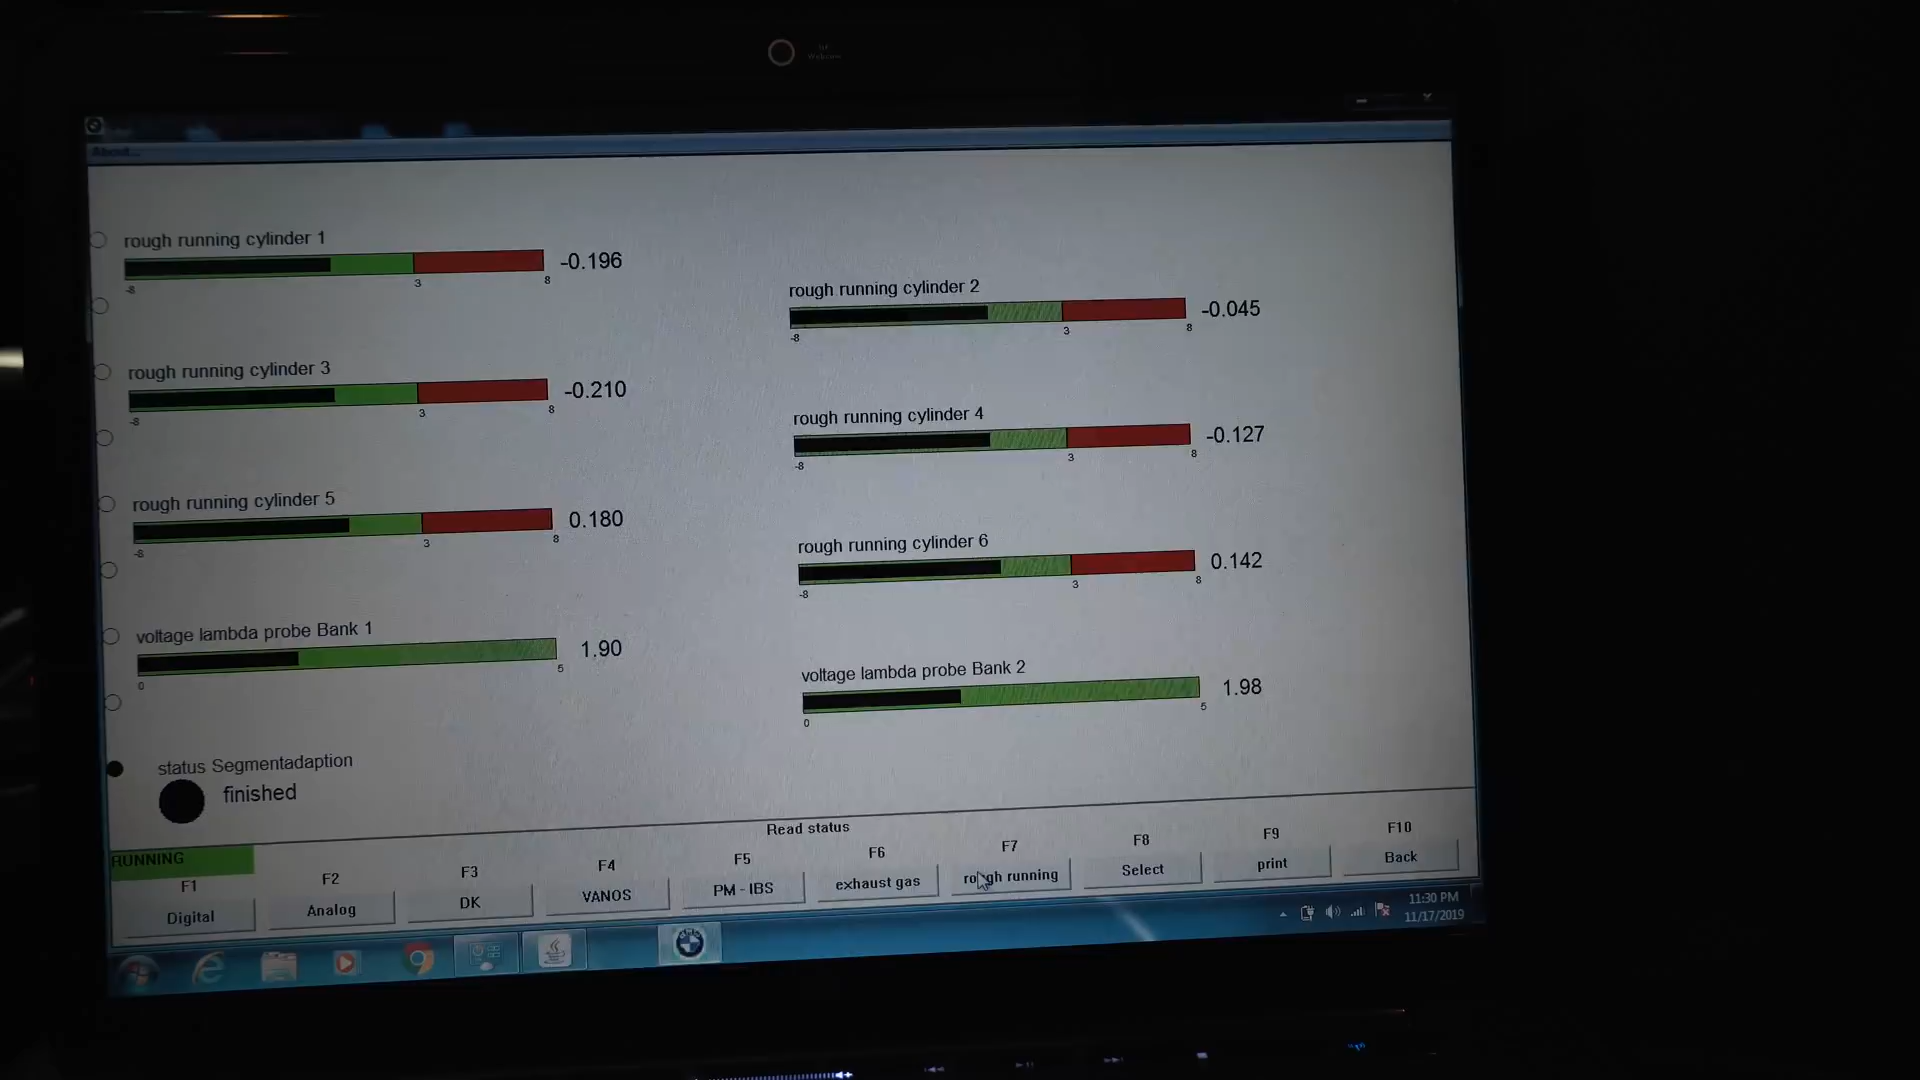 HP
Webcam
About...
rough running cylinder 1
-8 3 8 -0.196
rough running cylinder 2
-8 3 8 -0.045
rough running cylinder 3
-8 3 8 -0.210
rough running cylinder 4
-8 3 8 -0.127
rough running cylinder 5
-8 3 8 0.180
rough running cylinder 6
-8 3 8 0.142
voltage lambda probe Bank 1
0 5 1.90
voltage lambda probe Bank 2
0 5 1.98
status Segmentadaption
finished
Read status
RUNNING
F1 F2 F3 F4 F5 F6 F7 F8 F9 F10
Digital Analog DK VANOS PM - IBS exhaust gas rough running Select print Back
11:30 PM
11/17/2019